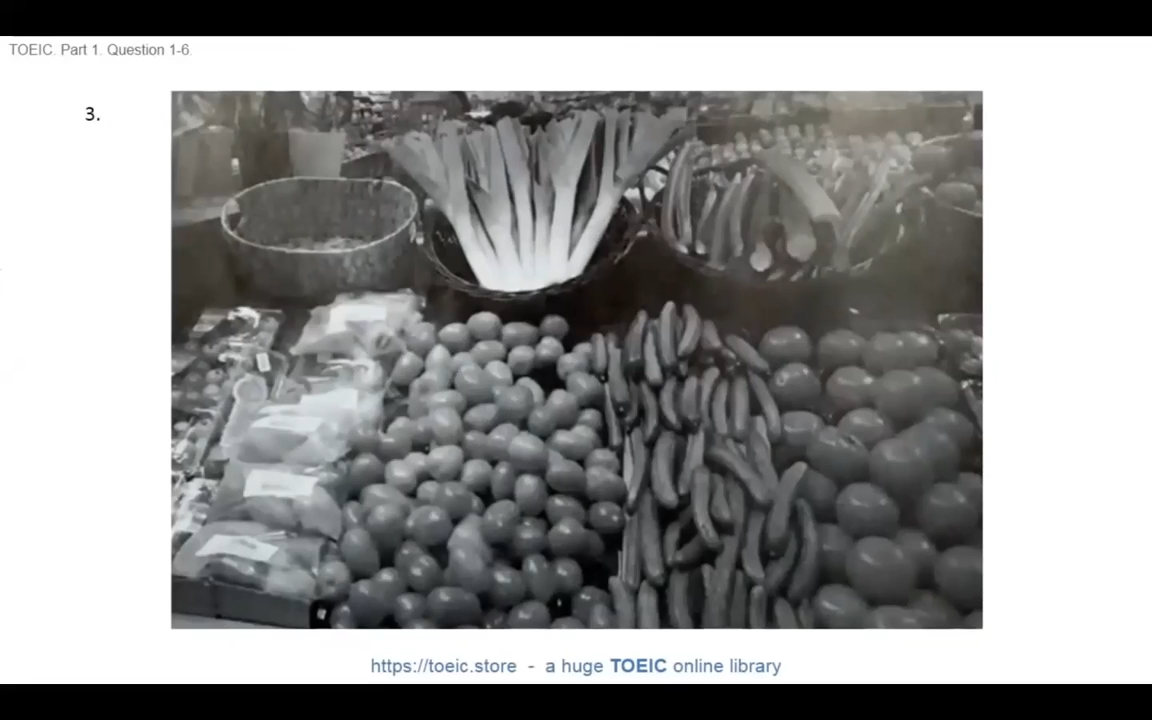 TOEIC. Part 1. Question 1-6.
3.
https://toeic.store - a huge TOEIC online library